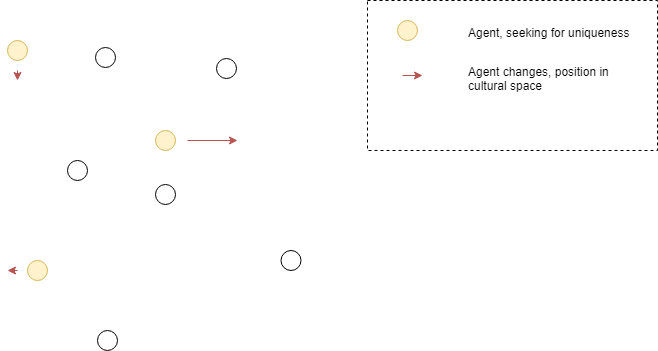 Agent, seeking for uniqueness
Agent changes, position in
cultural space